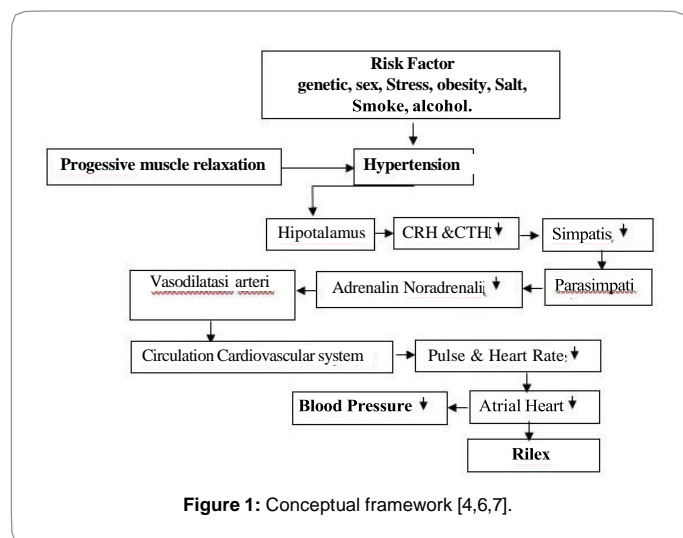 Risk Factor
genetic, sex, Stress, obesity, Salt,
Smoke, alcohol.
Progessive muscle relaxation
Hypertension
Hipotalamus
CRH &CTH
Simpatis
Parasimpati
Adrenalin Noradrenali
Vasodilatasi arteri
Circulation Cardiovascular system
Pulse & Heart Rate
Atrial Heart
Blood Pressure
Rilex
Figure 1: Conceptual framework [4,6,7].